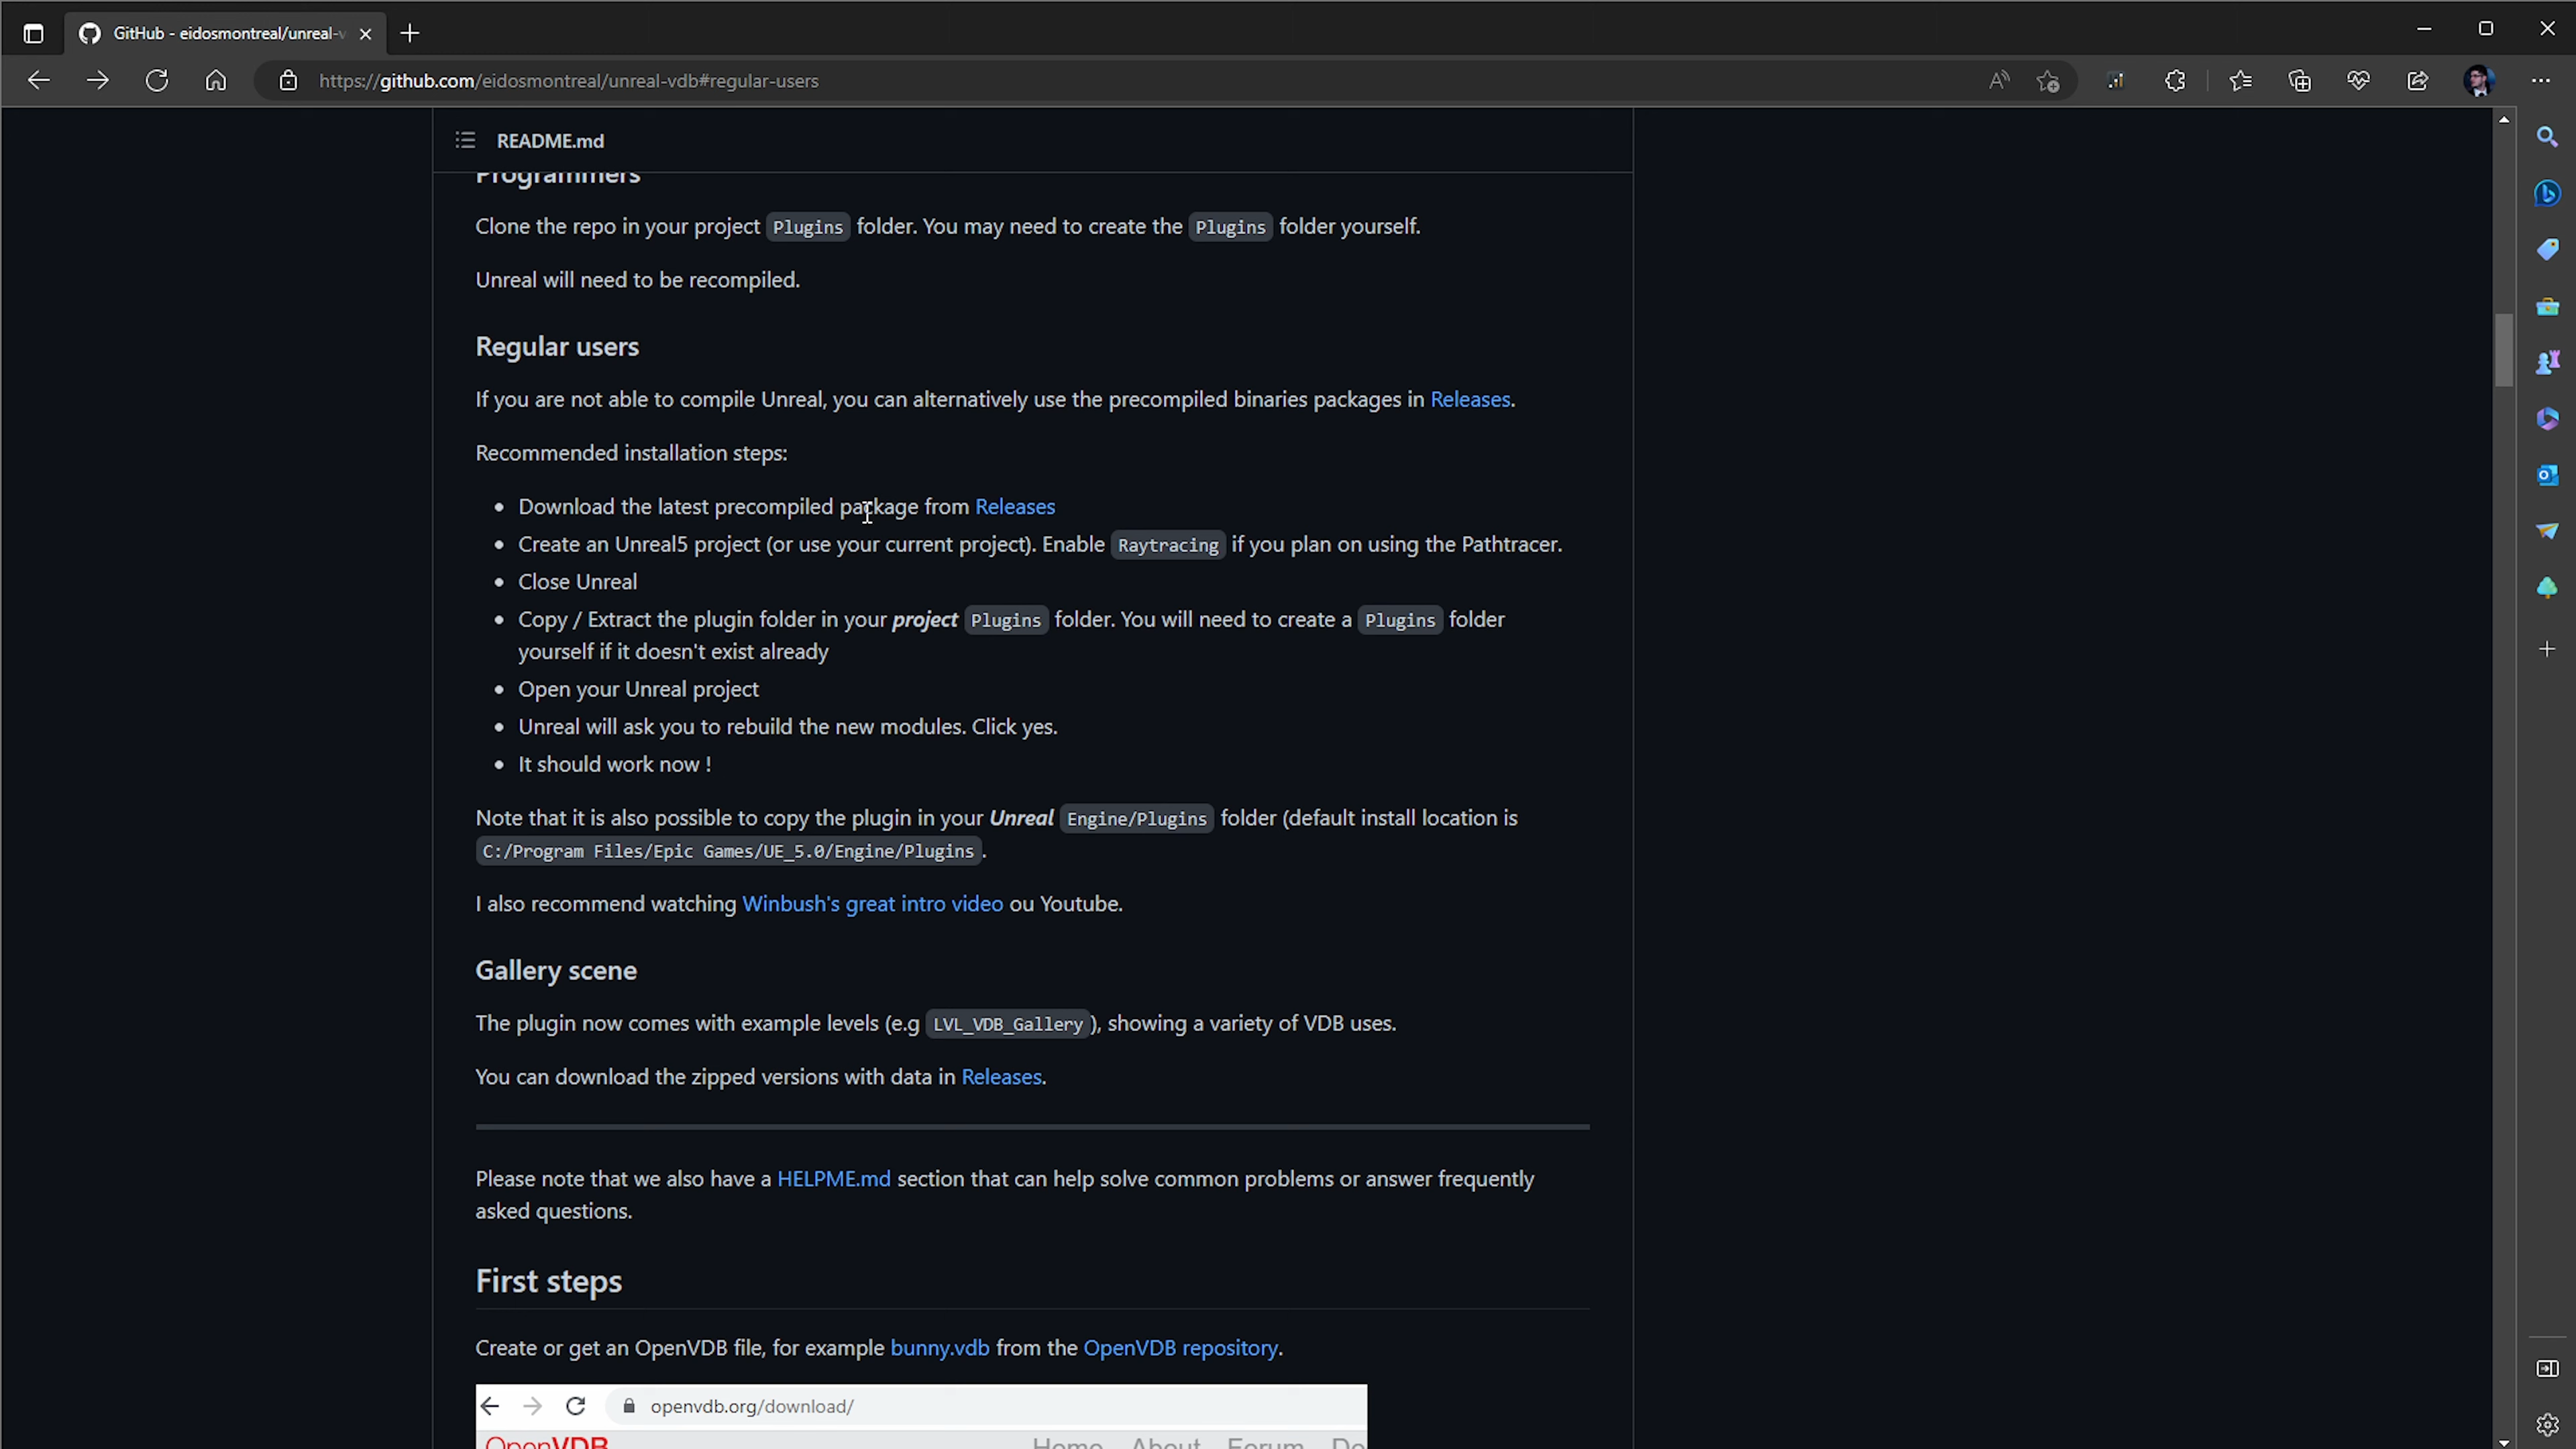 GitHub - eidosmontreal/unreal-v
https://github.com/eidosmontreal/unreal-vdb#regular-users
README.md
Programmers
Clone the repo in your project Plugins folder. You may need to create the Plugins folder yourself.
Unreal will need to be recompiled.
Regular users
If you are not able to compile Unreal, you can alternatively use the precompiled binaries packages in Releases.
Recommended installation steps:
• Download the latest precompiled package from Releases
• Create an Unreal5 project (or use your current project). Enable Raytracing if you plan on using the Pathtracer.
• Close Unreal
• Copy / Extract the plugin folder in your project Plugins folder. You will need to create a Plugins folder
yourself if it doesn't exist already
• Open your Unreal project
• Unreal will ask you to rebuild the new modules. Click yes.
• It should work now !
Note that it is also possible to copy the plugin in your Unreal Engine/Plugins folder (default install location is
C:/Program Files/Epic Games/UE_5.0/Engine/Plugins.
I also recommend watching Winbush's great intro video ou Youtube.
Gallery scene
The plugin now comes with example levels (e.g LVL_VDB_Gallery), showing a variety of VDB uses.
You can download the zipped versions with data in Releases.
Please note that we also have a HELPME.md section that can help solve common problems or answer frequently
asked questions.
First steps
Create or get an OpenVDB file, for example bunny.vdb from the OpenVDB repository.
openvdb.org/download/
OpenVDB Home About Forum Do